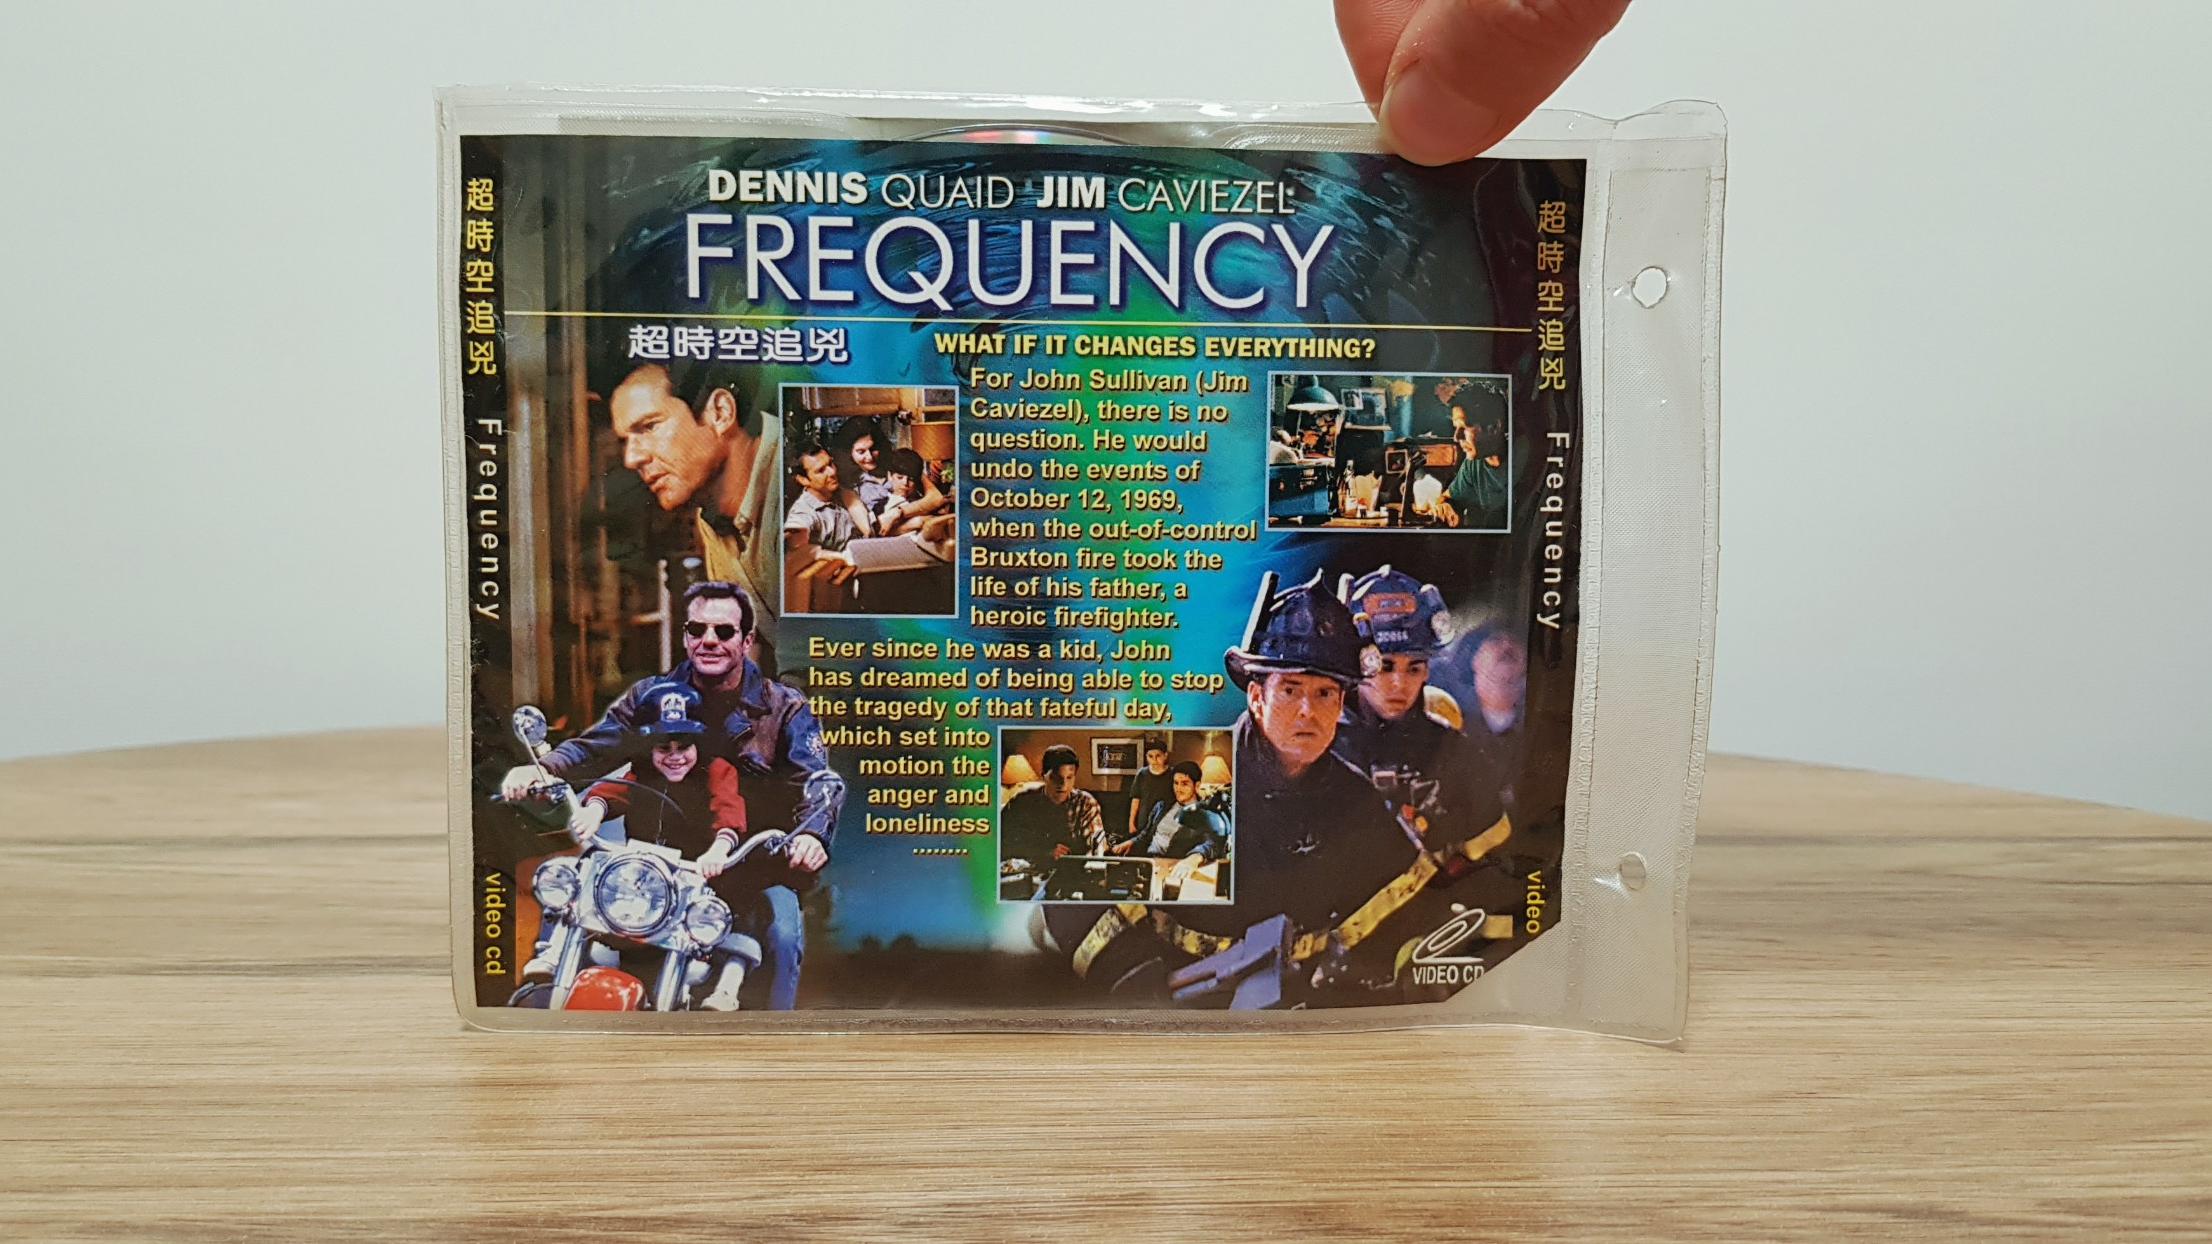 DENNIS QUAID JIM CAVIEZEL
FREQUENCY
超時空追兇
WHAT IF IT CHANGES EVERYTHING?
For John Sullivan (Jim
Caviezel), there is no
question. He would
undo the events of
October 12, 1969,
when the out-of-control
Bruxton fire took the
life of his father, a
heroic firefighter.
Ever since he was a kid, John
has dreamed of being able to stop
the tragedy of that fateful day,
which set into
motion the
anger and
loneliness
........
超時空追兇 Frequency video cd
超時空追兇 Frequency video
VIDEO CD